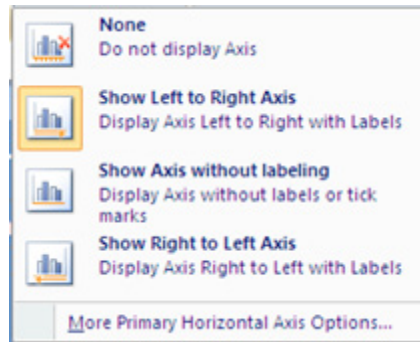 None
Do not display Axis
Show Left to Right Axis
Display Axis Left to Right with Labels
Show Axis without labeling
Display Axis without labels or tick
marks
Show Right to Left Axis
Display Axis Right to Left with Labels
More Primary Horizontal Axis Options...